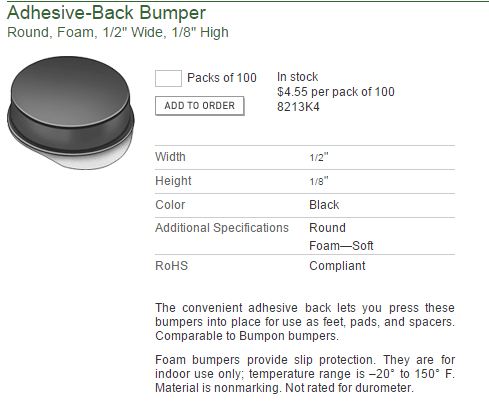 Adhesive-Back Bumper
Round, Foam, 1/2" Wide, 1/8" High
Packs of 100
ADD TO ORDER
In stock
$4.55 per pack of 100
8213K4
Width 1/2"
Height 1/8"
Color Black
Additional Specifications Round
Foam—Soft
RoHS Compliant
The convenient adhesive back lets you press these
bumpers into place for use as feet, pads, and spacers.
Comparable to Bumpon bumpers.
Foam bumpers provide slip protection. They are for
indoor use only; temperature range is –20° to 150° F.
Material is nonmarking. Not rated for durometer.